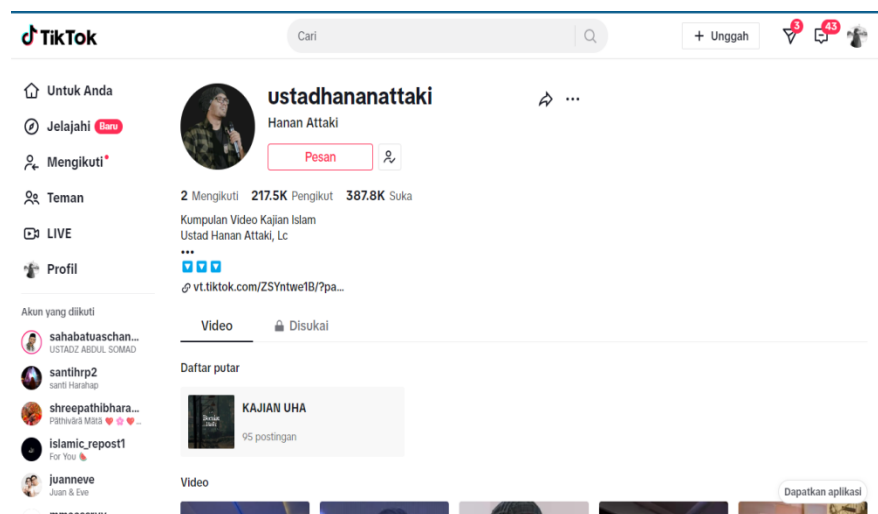 TikTok
Cari
+ Unggah
3
43
Untuk Anda
Jelajahi Baru
Mengikuti
Teman
LIVE
Profil
Akun yang diikuti
sahabatuaschan...
USTADZ ABDUL SOMAD
santihrp2
santi Harahap
shreepathibhara...
Pāthivārā Mātā ❤️🌸❤️...
islamic_repost1
For You 🍉
juanneve
Juan & Eve
ustadhananattaki
Hanan Attaki
Pesan
2 Mengikuti 217.5K Pengikut 387.8K Suka
Kumpulan Video Kajian Islam
Ustad Hanan Attaki, Lc
•••
🔽🔽🔽
vt.tiktok.com/ZSYntwe1B/?pa...
Video Disukai
Daftar putar
KAJIAN UHA
95 postingan
Video
Dapatkan aplikasi